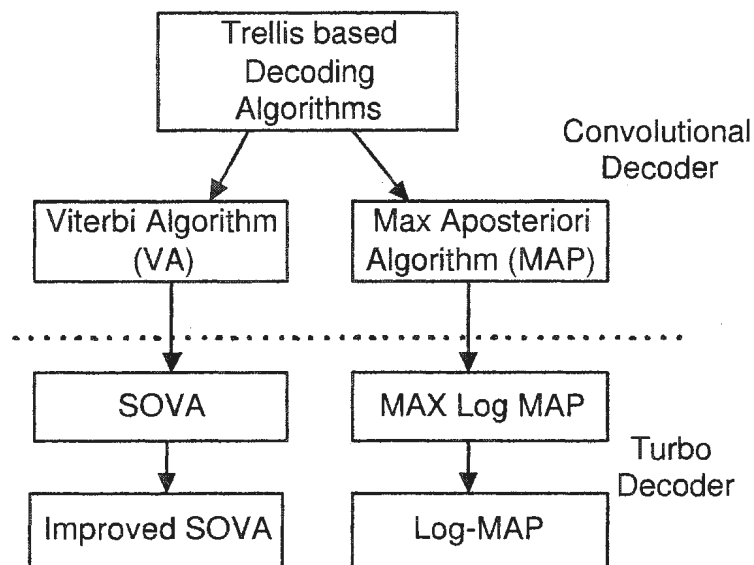 Trellis based
Decoding
Algorithms
Convolutional
Decoder
Viterbi Algorithm
(VA)
Max Aposteriori
Algorithm (MAP)
SOVA
MAX Log MAP
Turbo
Decoder
Improved SOVA
Log-MAP